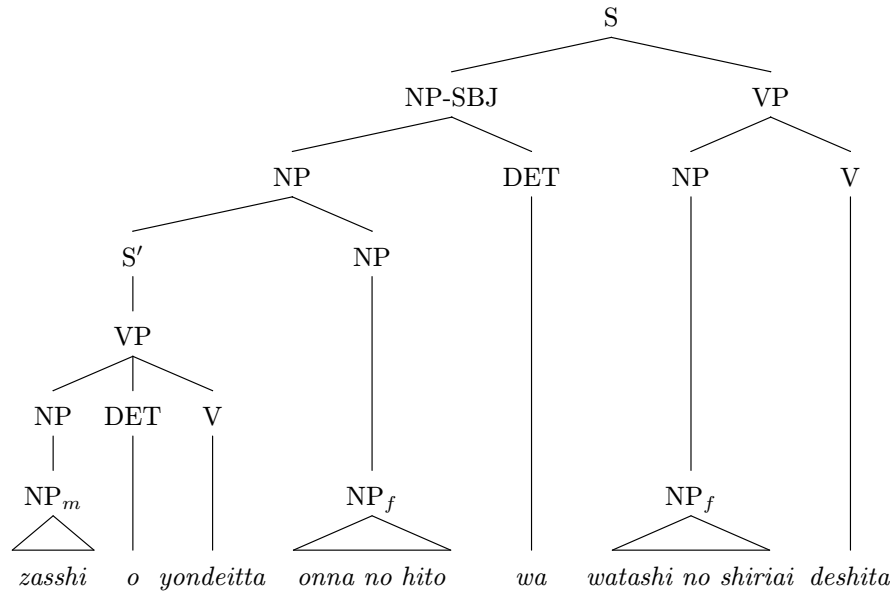 S
NP-SBJ VP
NP DET NP V
S′ NP
VP
NP DET V
NPₘ NP_f NP_f
zasshi o yondeitta onna no hito wa watashi no shiriai deshita